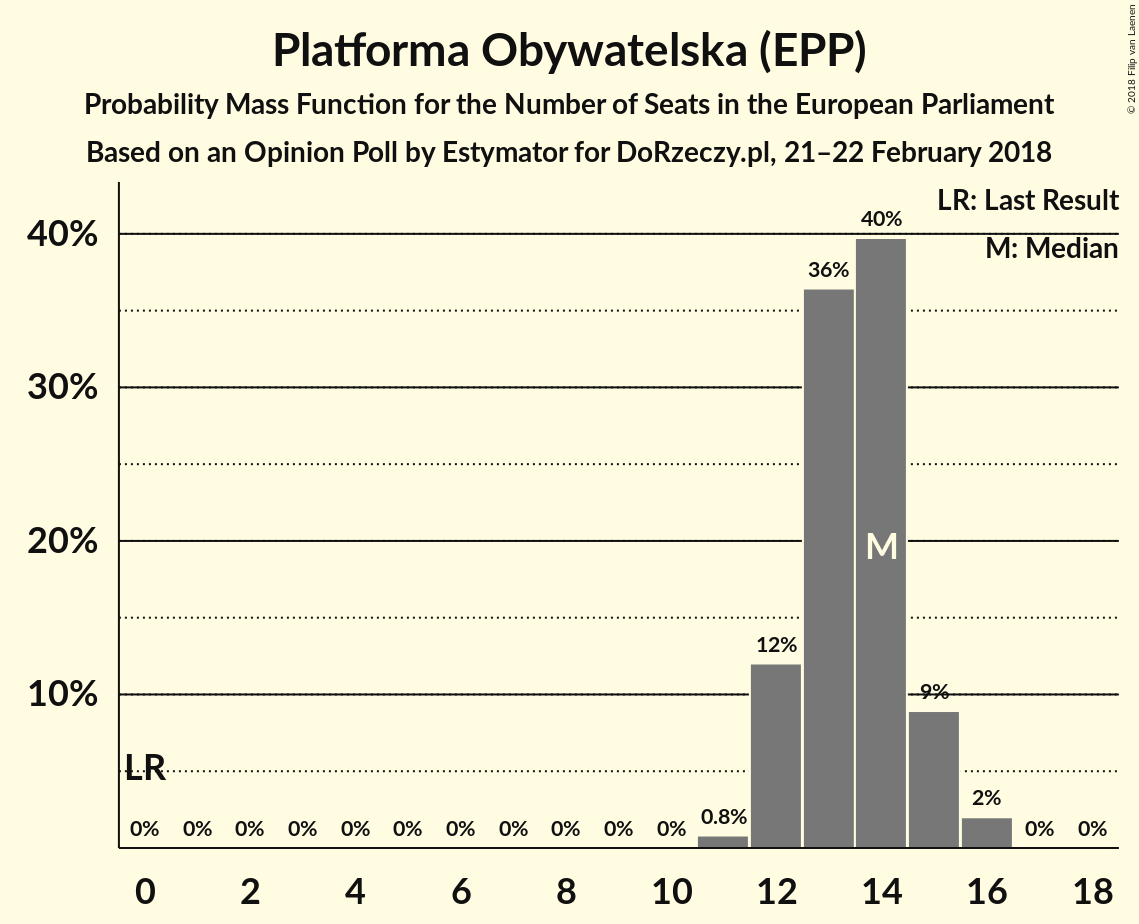 Platforma Obywatelska (EPP)
Probability Mass Function for the Number of Seats in the European Parliament
Based on an Opinion Poll by Estymator for DoRzeczy.pl, 21–22 February 2018
© 2018 Filip van Laenen
LR: Last Result
M: Median
40%
30%
20%
10%
40%
36%
M
12%
9%
LR
2%
0.8%
0% 0% 0% 0% 0% 0% 0% 0% 0% 0% 0% 0% 0%
0 2 4 6 8 10 12 14 16 18